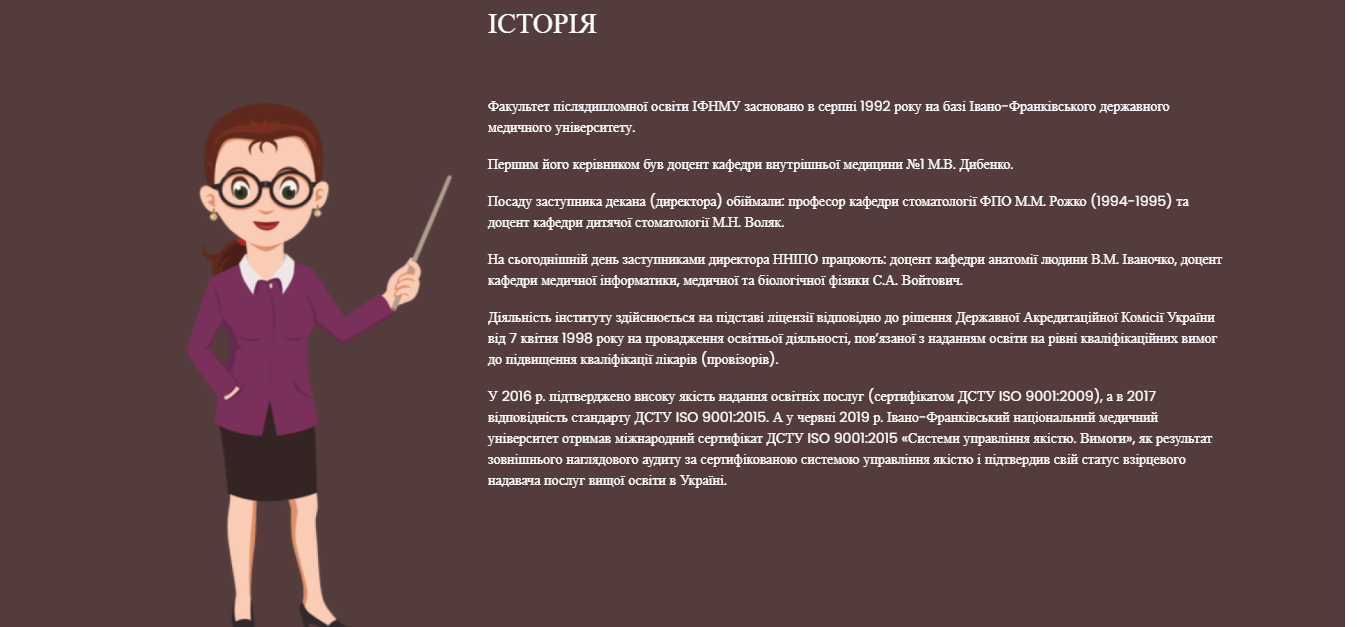 ІСТОРІЯ
Факультет післядипломної освіти ІФНМУ засновано в серпні 1992 року на базі Івано-Франківського державного
медичного університету.
Першим його керівником був доцент кафедри внутрішньої медицини №1 М.В. Дибенко.
Посаду заступника декана (директора) обіймали: професор кафедри стоматології ФПО М.М. Рожко (1994-1995) та
доцент кафедри дитячої стоматології М.Н. Воляк.
На сьогоднішній день заступниками директора ННІПО працюють: доцент кафедри анатомії людини В.М. Іваночко, доцент
кафедри медичної інформатики, медичної та біологічної фізики С.А. Войтович.
Діяльність інституту здійснюється на підставі ліцензії відповідно до рішення Державної Акредитаційної Комісії України
від 7 квітня 1998 року на провадження освітньої діяльності, пов’язаної з наданням освіти на рівні кваліфікаційних вимог
до підвищення кваліфікації лікарів (провізорів).
У 2016 р. підтверджено високу якість надання освітніх послуг (сертифікатом ДСТУ ISO 9001:2009), а в 2017
відповідність стандарту ДСТУ ISO 9001:2015. А у червні 2019 р. Івано-Франківський національний медичний
університет отримав міжнародний сертифікат ДСТУ ISO 9001:2015 «Системи управління якістю. Вимоги», як результат
зовнішнього наглядового аудиту за сертифікованою системою управління якістю і підтвердив свій статус взірцевого
надавача послуг вищої освіти в Україні.